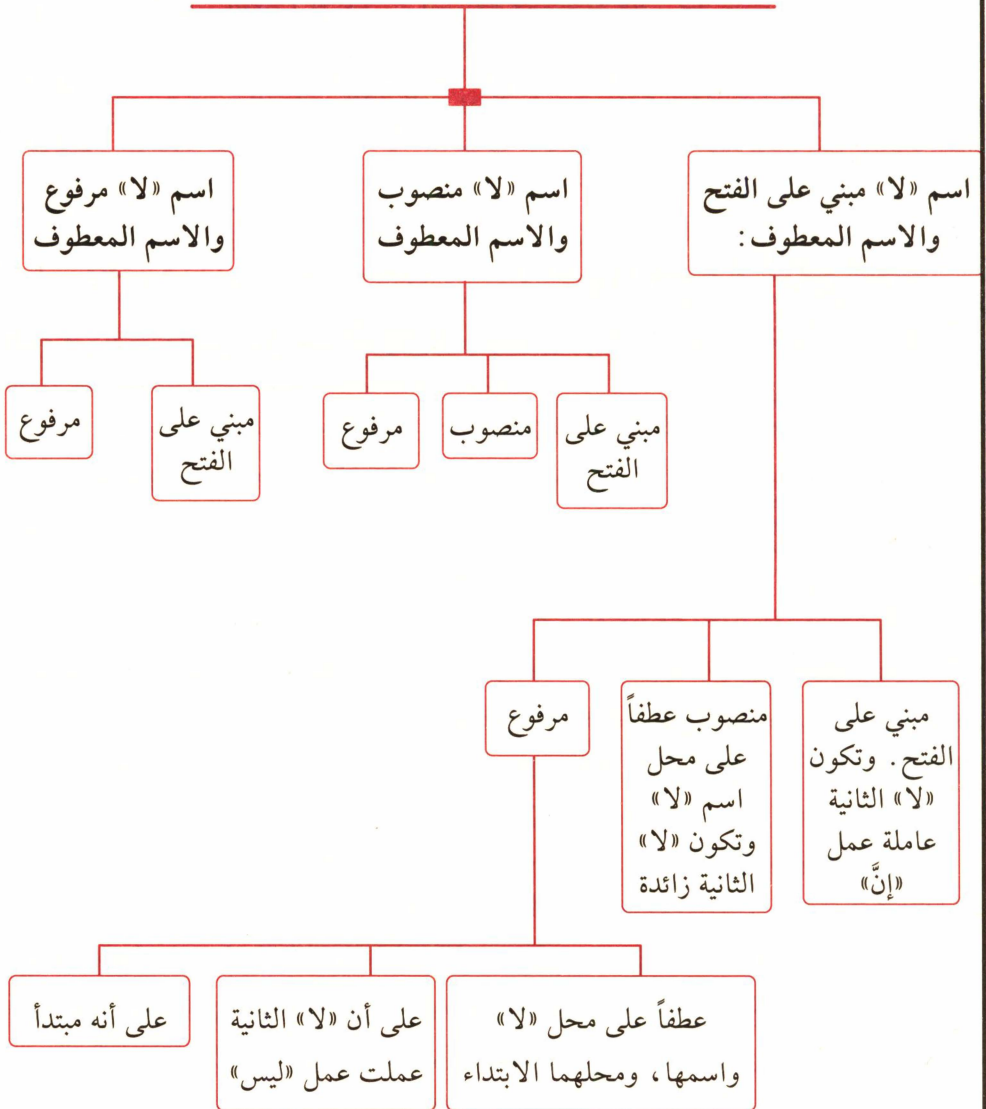 اسم «لا» مبني على الفتح
والاسم المعطوف:
اسم «لا» منصوب
والاسم المعطوف
اسم «لا» مرفوع
والاسم المعطوف
مبني على
الفتح
منصوب
مرفوع
مبني على
الفتح
مرفوع
مبني على
الفتح. وتكون
«لا» الثانية
عاملة عمل
«إنَّ»
منصوب عطفاً
على محل
اسم «لا»
وتكون «لا»
الثانية زائدة
مرفوع
عطفاً على محل «لا»
واسمها، ومحلهما الابتداء
على أن «لا» الثانية
عملت عمل «ليس»
على أنه مبتدأ